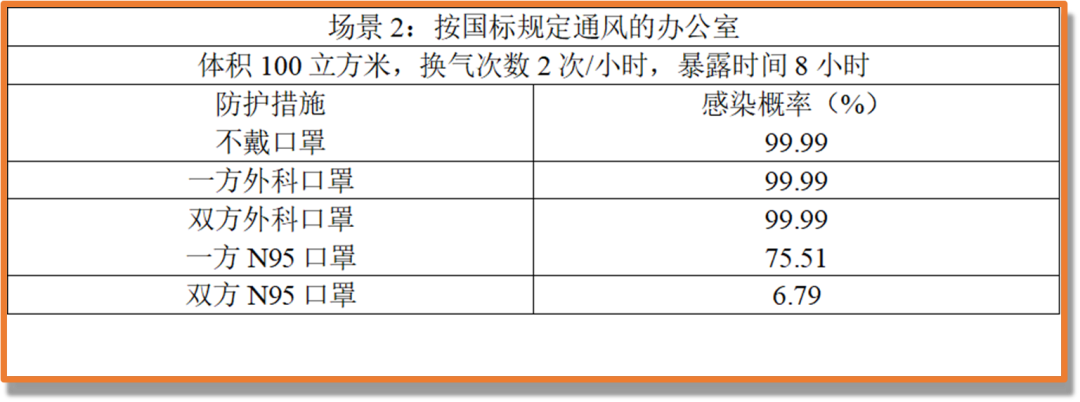 场景 2：按国标规定通风的办公室
体积 100 立方米，换气次数 2 次/小时，暴露时间 8 小时
防护措施 感染概率（%）
不戴口罩 99.99
一方外科口罩 99.99
双方外科口罩 99.99
一方 N95 口罩 75.51
双方 N95 口罩 6.79